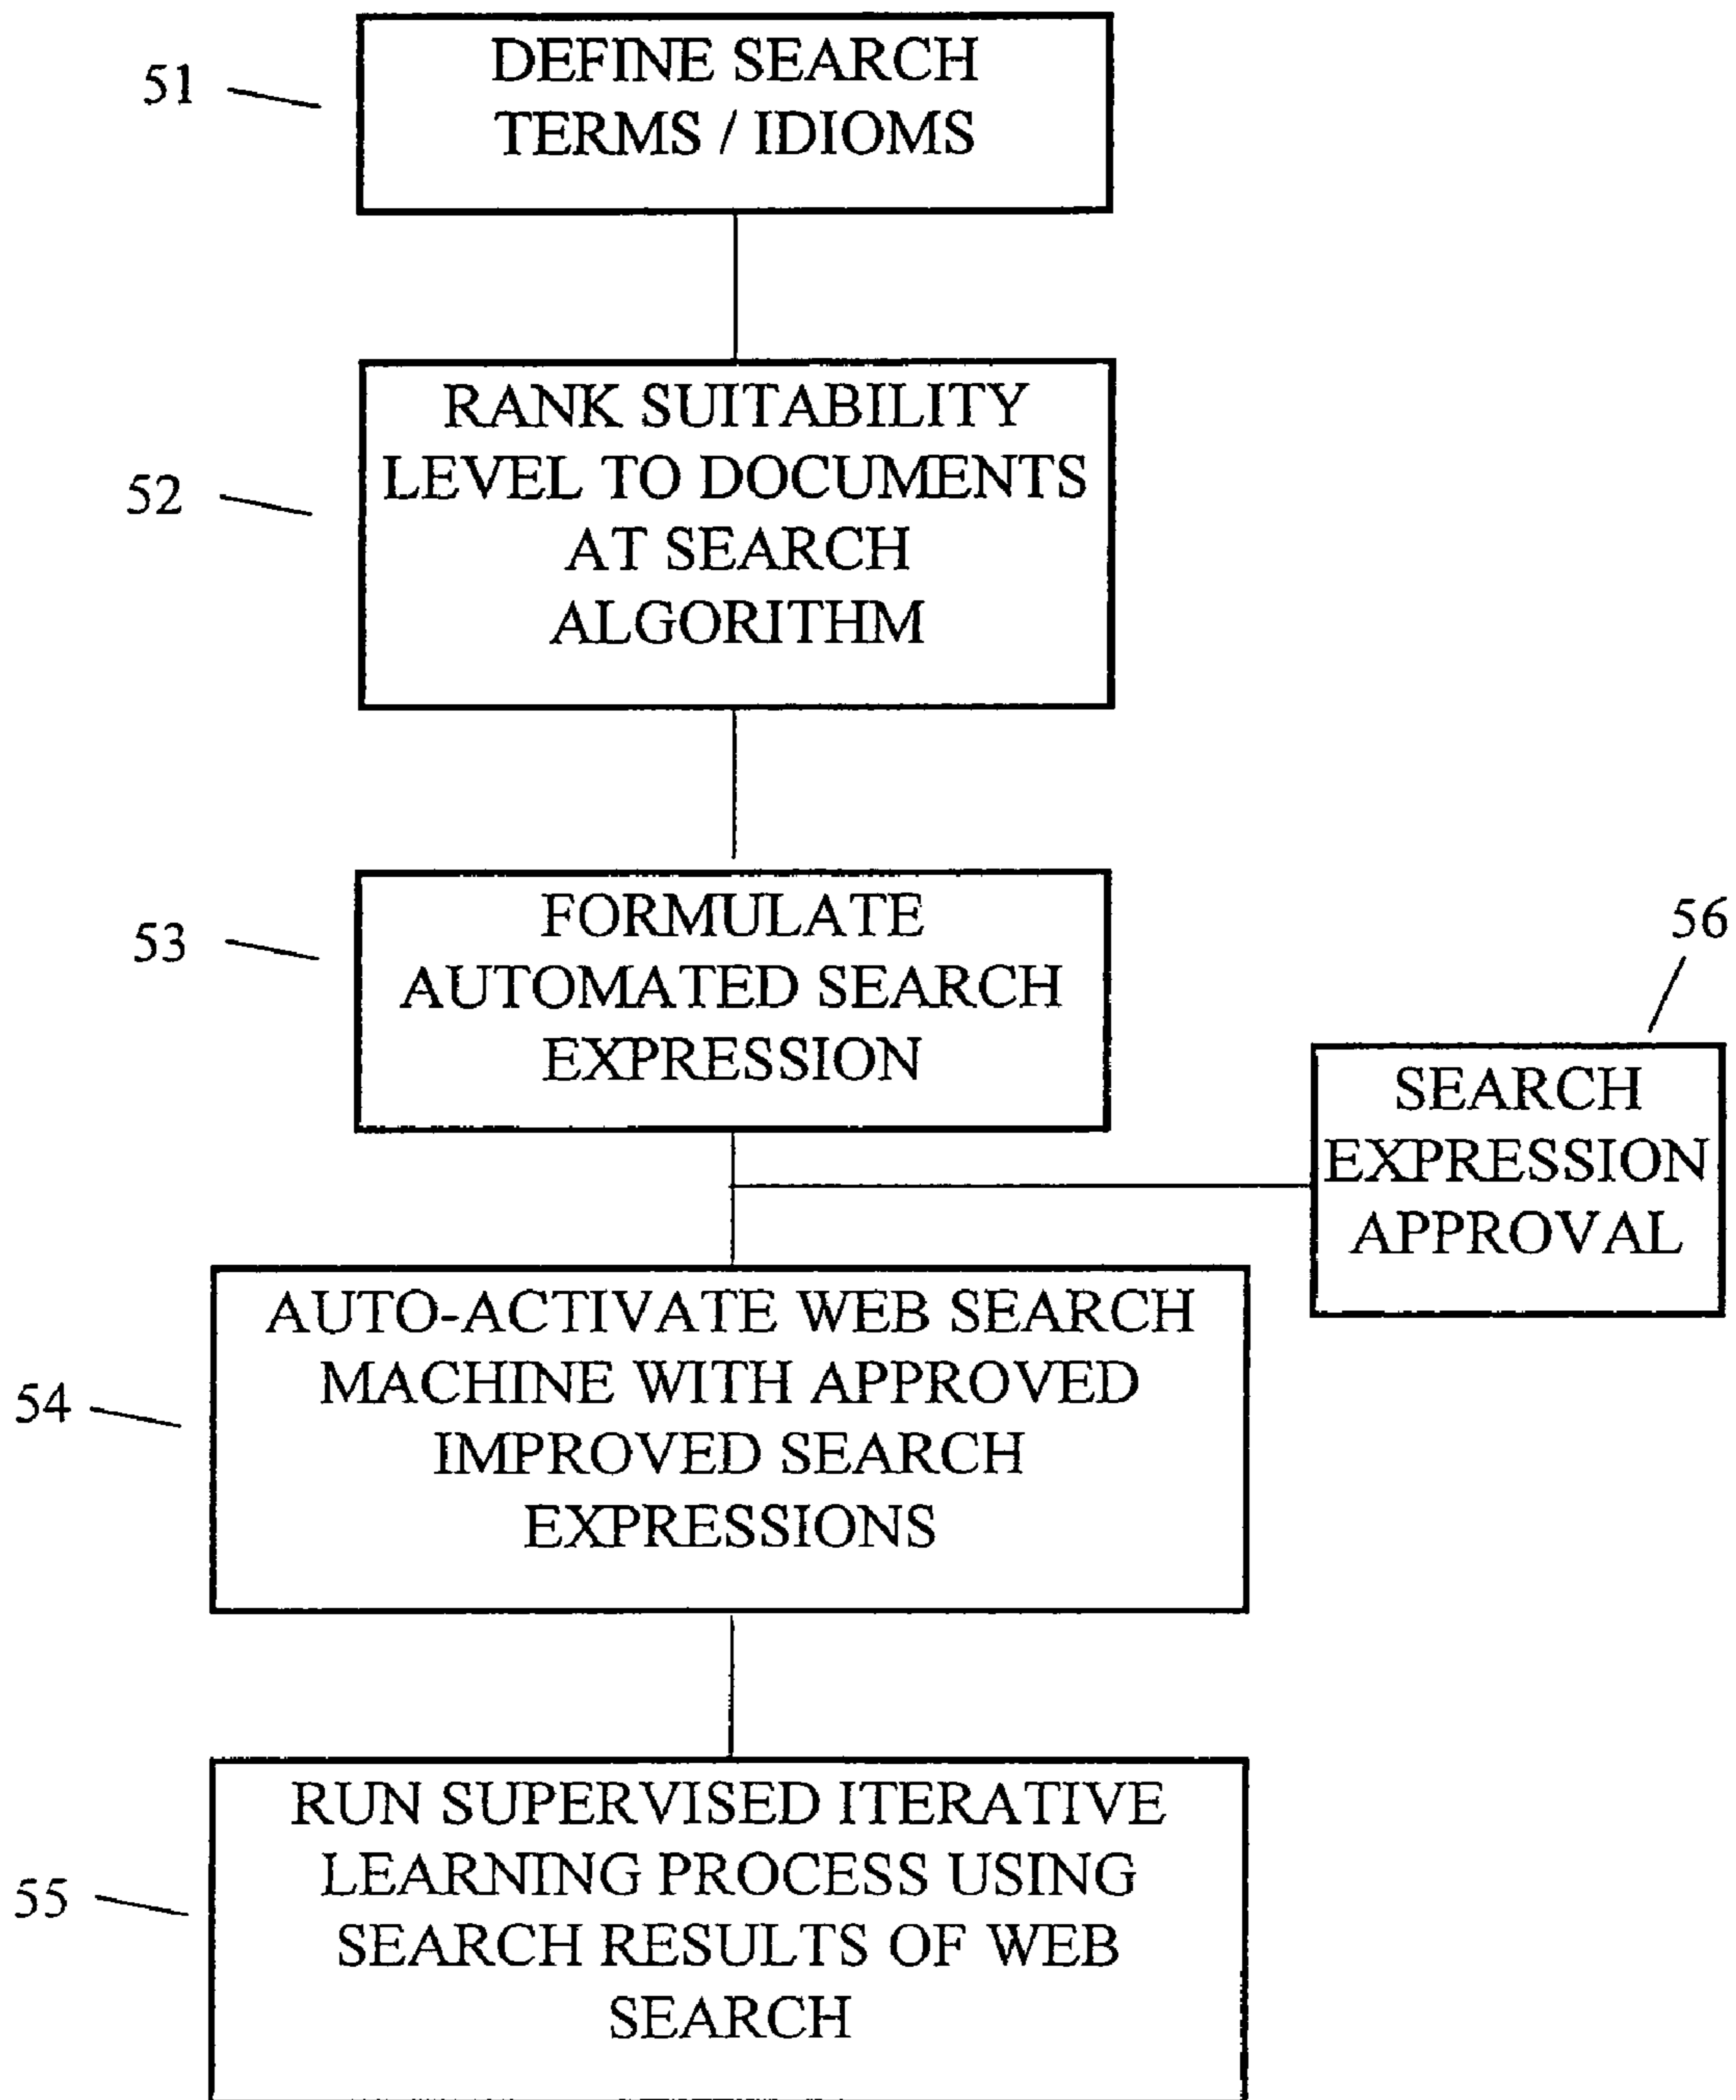 51
DEFINE SEARCH
TERMS / IDIOMS
52
RANK SUITABILITY
LEVEL TO DOCUMENTS
AT SEARCH
ALGORITHM
53
FORMULATE
AUTOMATED SEARCH
EXPRESSION
56
SEARCH
EXPRESSION
APPROVAL
54
AUTO-ACTIVATE WEB SEARCH
MACHINE WITH APPROVED
IMPROVED SEARCH
EXPRESSIONS
55
RUN SUPERVISED ITERATIVE
LEARNING PROCESS USING
SEARCH RESULTS OF WEB
SEARCH